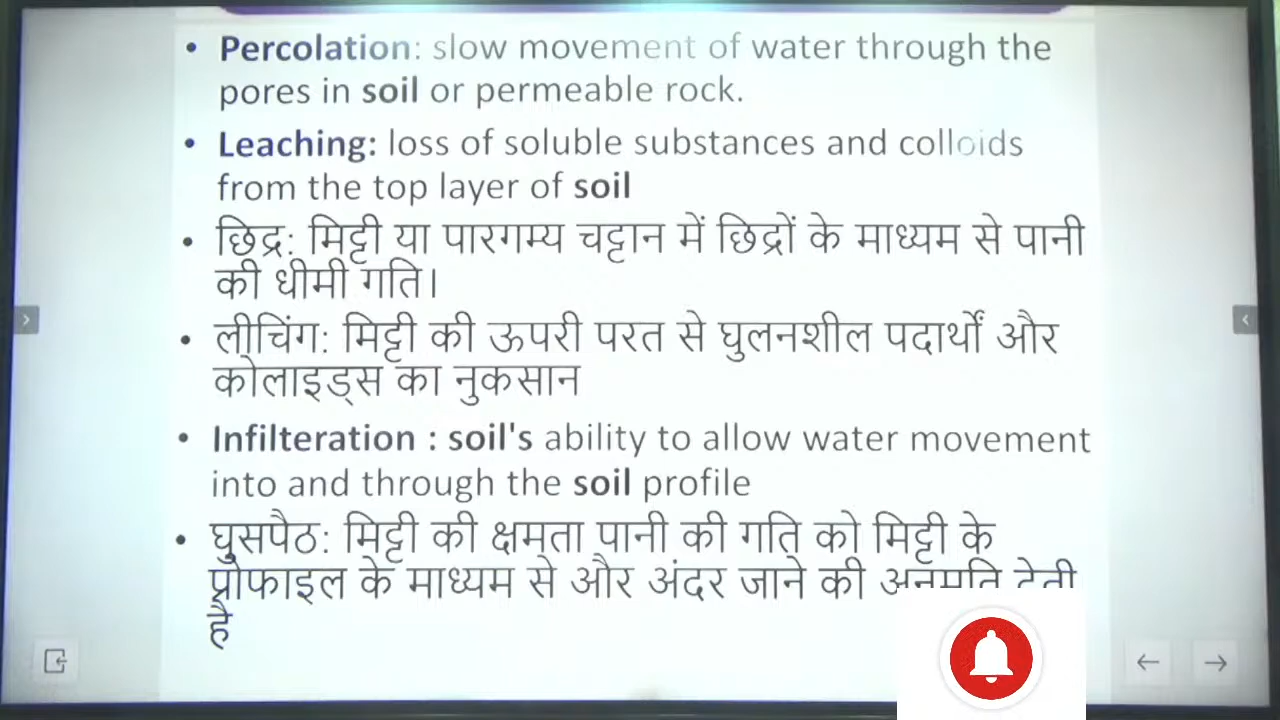 • Percolation: slow movement of water through the
pores in soil or permeable rock.
• Leaching: loss of soluble substances and colloids
from the top layer of soil
• छिद्र: मिट्टी या पारगम्य चट्टान में छिद्रों के माध्यम से पानी
की धीमी गति।
• लीचिंग: मिट्टी की ऊपरी परत से घुलनशील पदार्थों और
कोलाइड्स का नुकसान
• Infilteration : soil's ability to allow water movement
into and through the soil profile
• घुसपैठ: मिट्टी की क्षमता पानी की गति को मिट्टी के
प्रोफाइल के माध्यम से और अंदर जाने की
है